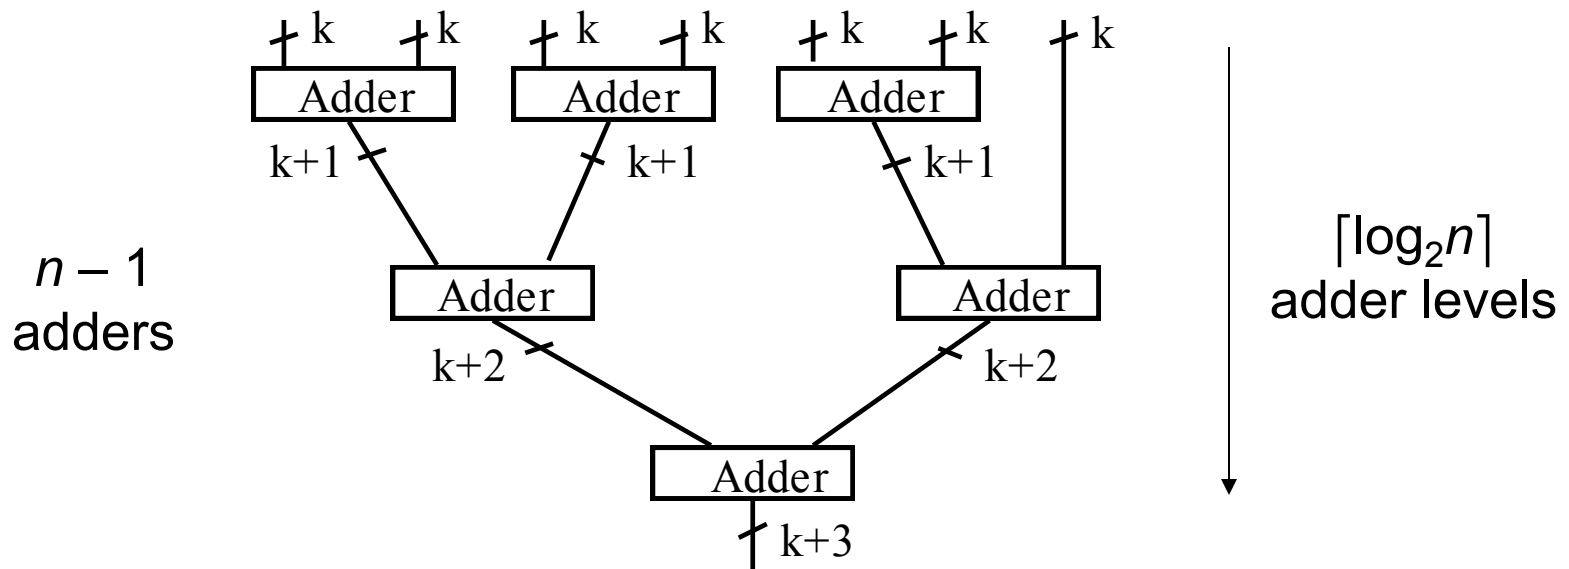 k k k k k k k
Adder Adder Adder
k+1 k+1 k+1
n – 1
adders
⌈log₂n⌉
adder levels
Adder Adder
k+2 k+2
Adder
k+3